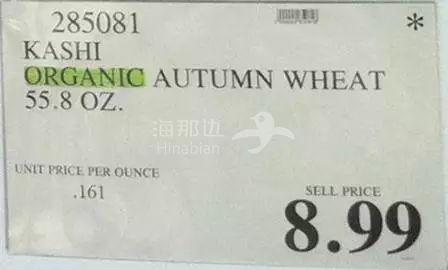 285081
*
KASHI
ORGANIC AUTUMN WHEAT
55.8 OZ.
海那边
Hinabian
UNIT PRICE PER OUNCE
.161
SELL PRICE
8.99